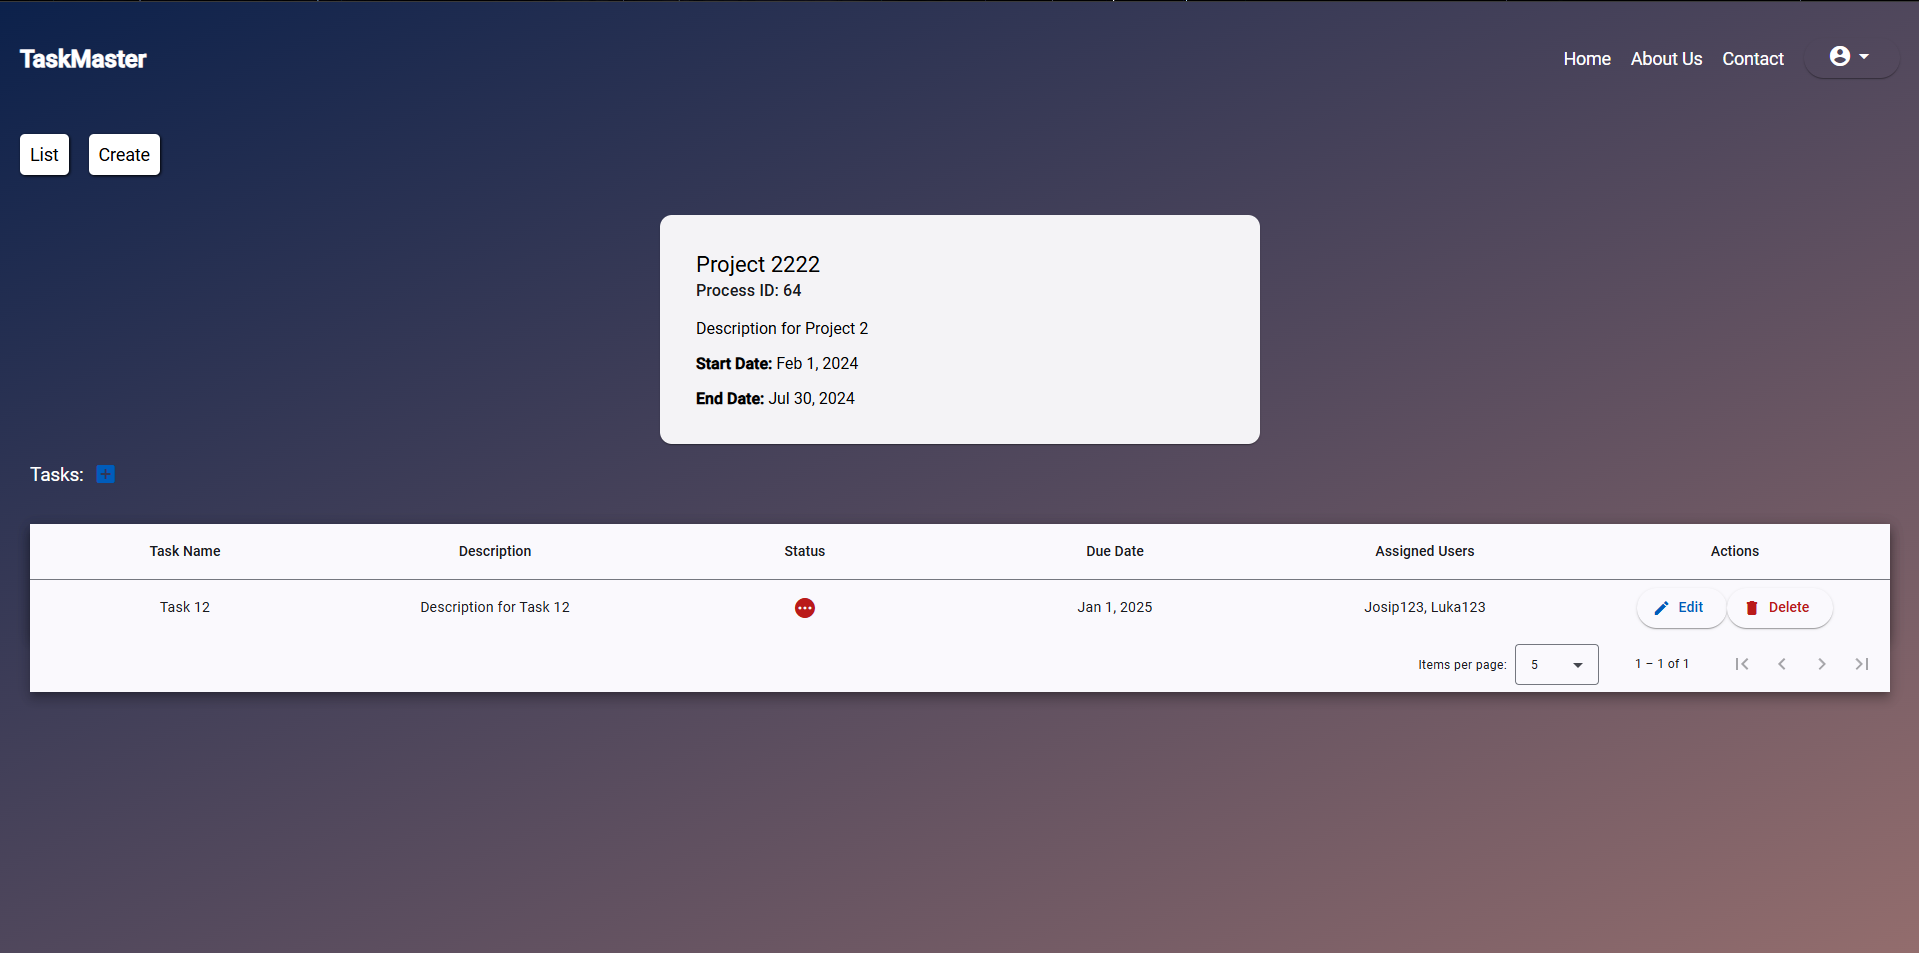 TaskMaster
Home About Us Contact
List Create
Project 2222
Process ID: 64
Description for Project 2
Start Date: Feb 1, 2024
End Date: Jul 30, 2024
Tasks:
Task Name Description Status Due Date Assigned Users Actions
Task 12 Description for Task 12 Jan 1, 2025 Josip123, Luka123 Edit Delete
Items per page: 5 1 – 1 of 1